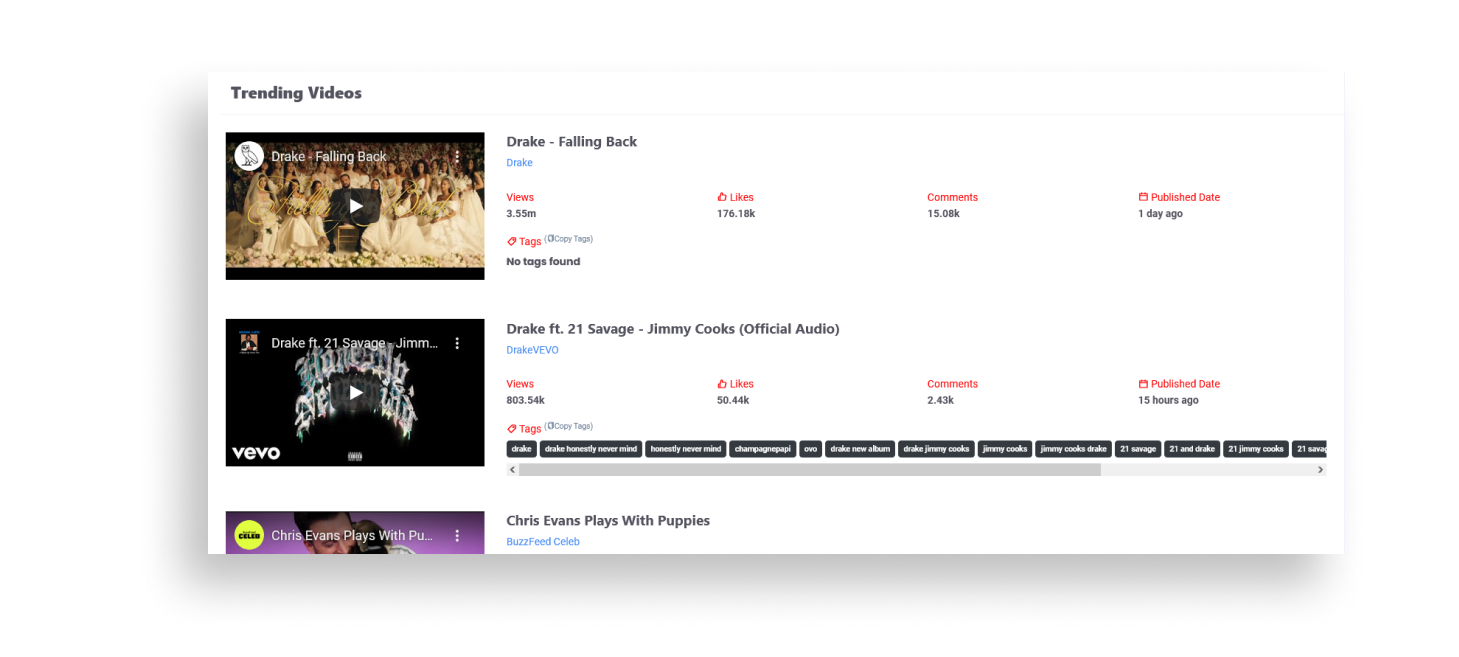 Trending Videos
Drake - Falling Back
Falling Back
Drake - Falling Back
Drake
Views
Likes
Comments
Published Date
3.55m
176.18k
15.08k
1 day ago
Tags (Copy Tags)
No tags found
Drake ft. 21 Savage - Jimm...
vevo
Drake ft. 21 Savage - Jimmy Cooks (Official Audio)
DrakeVEVO
Views
Likes
Comments
Published Date
803.54k
50.44k
2.43k
15 hours ago
Tags (Copy Tags)
drake drake honestly never mind honestly never mind champagnepapi ovo drake new album drake jimmy cooks jimmy cooks jimmy cooks drake 21 savage 21 and drake 21 jimmy cooks 21 savag
CELEB
Chris Evans Plays With Pu...
Chris Evans Plays With Puppies
BuzzFeed Celeb